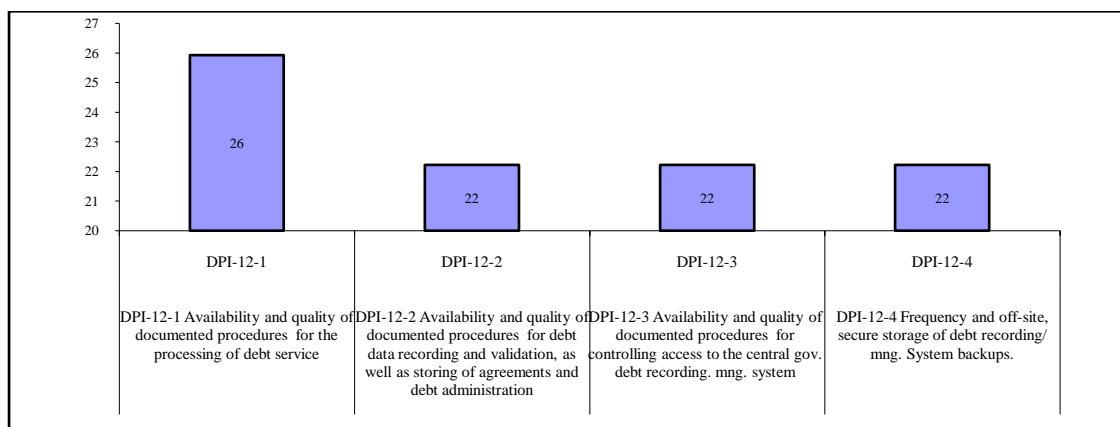 27
26
25
24
23
22
21
20
26
22
22
22
DPI-12-1
DPI-12-2
DPI-12-3
DPI-12-4
DPI-12-1 Availability and quality of
documented procedures for the
processing of debt service
DPI-12-2 Availability and quality of
documented procedures for debt
data recording and validation, as
well as storing of agreements and
debt administration
DPI-12-3 Availability and quality of
documented procedures for
controlling access to the central gov.
debt recording. mng. system
DPI-12-4 Frequency and off-site,
secure storage of debt recording/
mng. System backups.